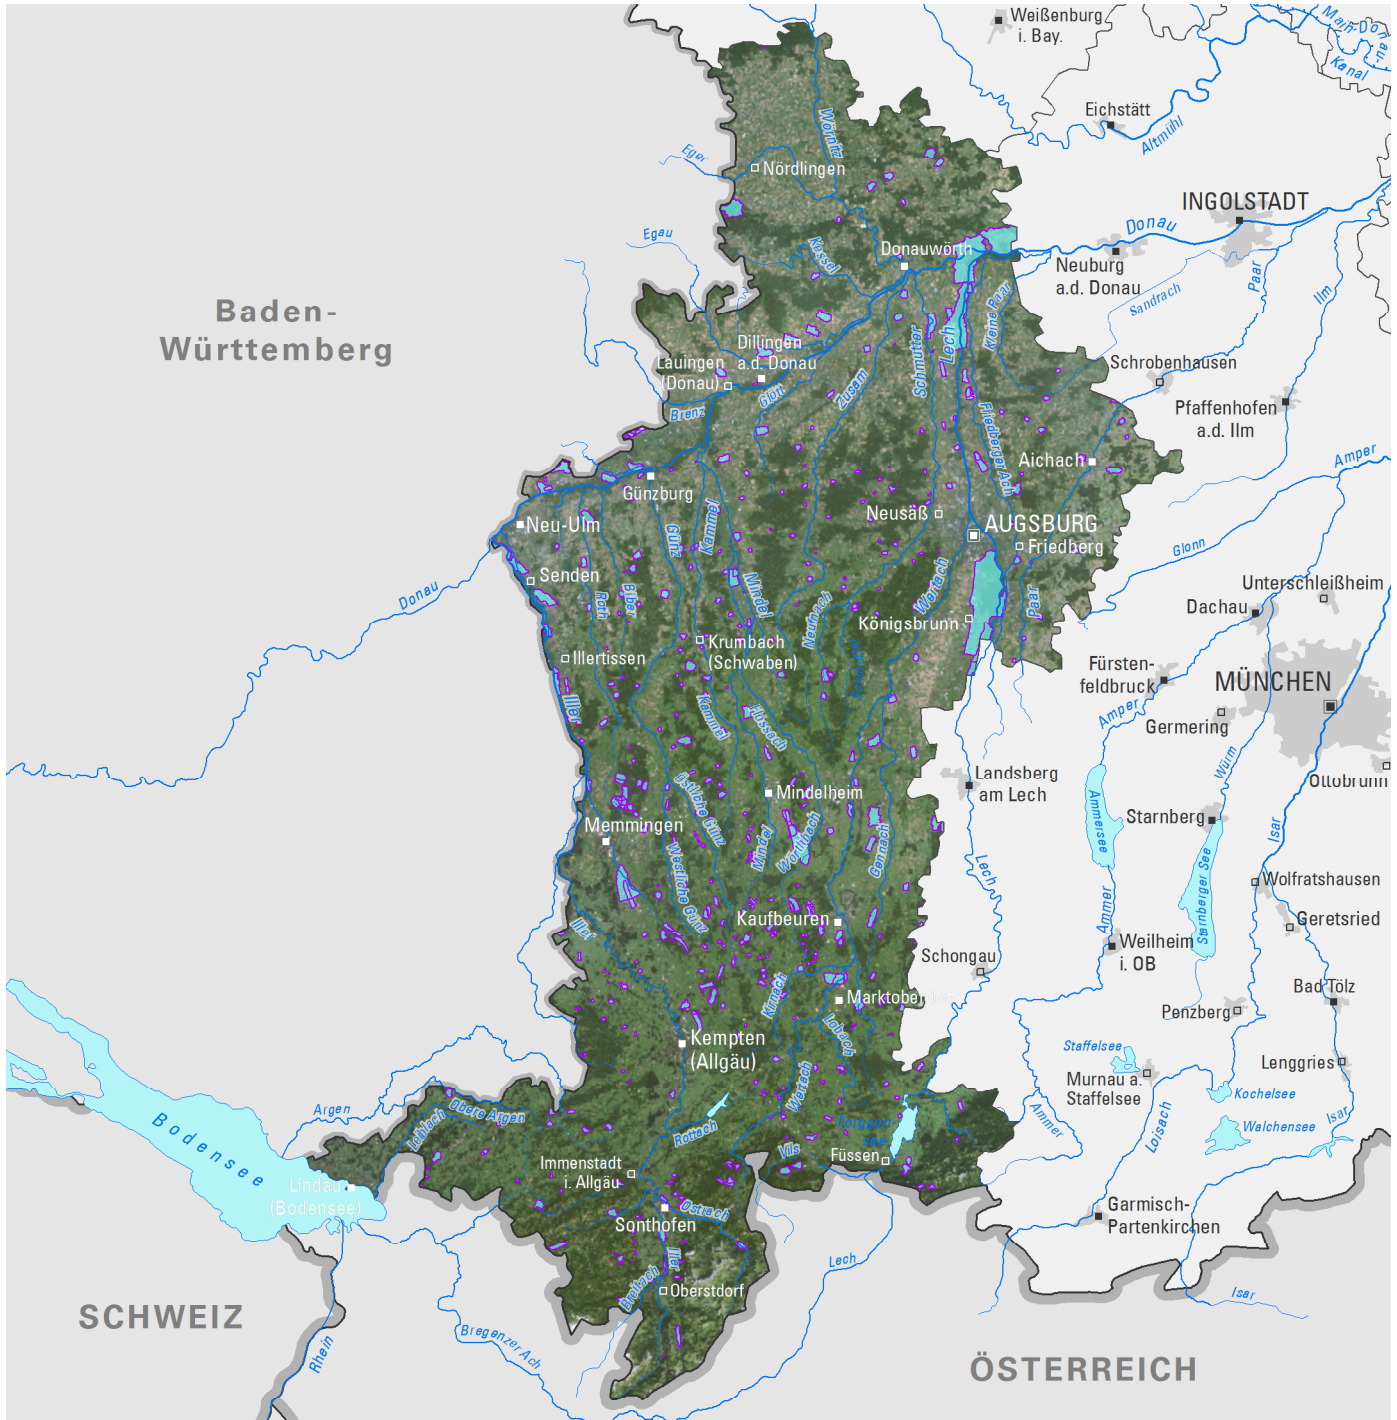 Weißenburg
i. Bay.
Main-Do-
nau-
Kanal
Eichstätt
Altmühl
Wörnitz
Eger
Nördlingen
INGOLSTADT
Egau
Kessel
Donauwörth
Donau
Neuburg
a.d. Donau
Sandrach
Paar
Ilm
Kleine Paar
Baden-
Württemberg
Dillingen
a.d. Donau
Lauingen
(Donau)
Schmutter
Lech
Schrobenhausen
Brenz
Glött
Zusam
Friedberger Ach
Pfaffenhofen
a.d. Ilm
Aichach
Amper
Günzburg
Neu-Ulm
Günz
Kammel
Neusäß
AUGSBURG
Friedberg
Glonn
Donau
Senden
Roth
Biber
Mindel
Neufnach
Wertach
Paar
Unterschleißheim
Dachau
Königsbrunn
Krumbach
(Schwaben)
Illertissen
Fürsten-
feldbruck
MÜNCHEN
Iller
Kammel
Flossach
Amper
Germering
Würm
Landsberg
am Lech
Ottobrunn
Östliche Günz
Mindelheim
Ammersee
Starnberg
Isar
Memmingen
Westliche Günz
Mindel
Wörthbach
Gennach
Lech
Starnberger See
Wolfratshausen
Geretsried
Iller
Kaufbeuren
Ammer
Weilheim
i. OB
Schongau
Kirnach
Marktoberdorf
Lobach
Bad Tölz
Penzberg
Kempten
(Allgäu)
Staffelsee
Murnau a.
Staffelsee
Lenggries
Kochelsee
Walchensee
Isar
Loisach
Ammer
Wertach
Argen
Obere Argen
Leiblach
Rottach
Forggen-
see
Bodensee
Vils
Füssen
Immenstadt
i. Allgäu
Lindau
(Bodensee)
Ostrach
Sonthofen
Garmisch-
Partenkirchen
Iller
Breitach
Oberstdorf
Lech
Isar
SCHWEIZ
Rhein
Bregenzer Ach
ÖSTERREICH